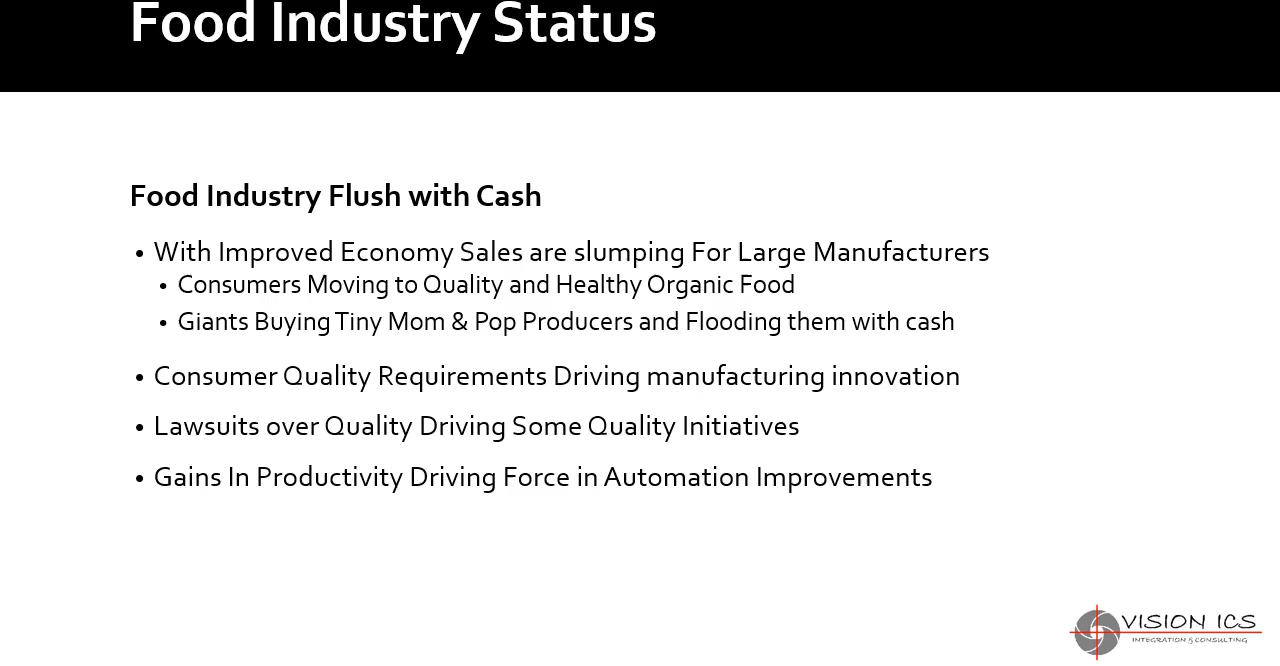 Food Industry Status
Food Industry Flush with Cash
• With Improved Economy Sales are slumping For Large Manufacturers
• Consumers Moving to Quality and Healthy Organic Food
• Giants Buying Tiny Mom & Pop Producers and Flooding them with cash
• Consumer Quality Requirements Driving manufacturing innovation
• Lawsuits over Quality Driving Some Quality Initiatives
• Gains In Productivity Driving Force in Automation Improvements
VISION ICS
INTEGRATION & CONSULTING